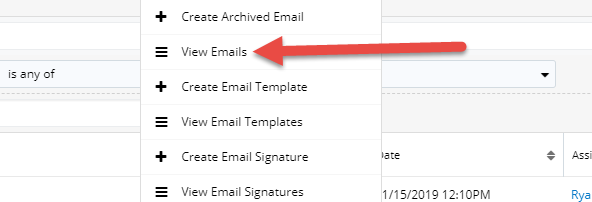 Create Archived Email
View Emails
is any of
Create Email Template
View Email Templates
Create Email Signature
Date
Assi
View Email Signatures
1/15/2019 12:10PM
Rya